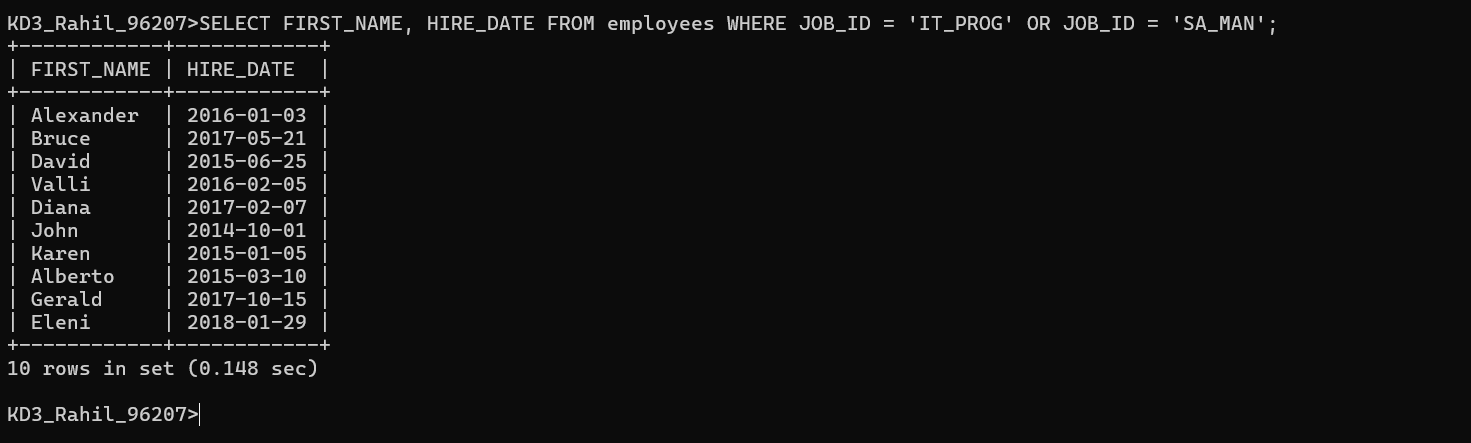 KD3_Rahil_96207>SELECT FIRST_NAME, HIRE_DATE FROM employees WHERE JOB_ID = 'IT_PROG' OR JOB_ID = 'SA_MAN';
+------------+------------+
| FIRST_NAME | HIRE_DATE  |
+------------+------------+
| Alexander  | 2016-01-03 |
| Bruce      | 2017-05-21 |
| David      | 2015-06-25 |
| Valli      | 2016-02-05 |
| Diana      | 2017-02-07 |
| John       | 2014-10-01 |
| Karen      | 2015-01-05 |
| Alberto    | 2015-03-10 |
| Gerald     | 2017-10-15 |
| Eleni      | 2018-01-29 |
+------------+------------+
10 rows in set (0.148 sec)
KD3_Rahil_96207>